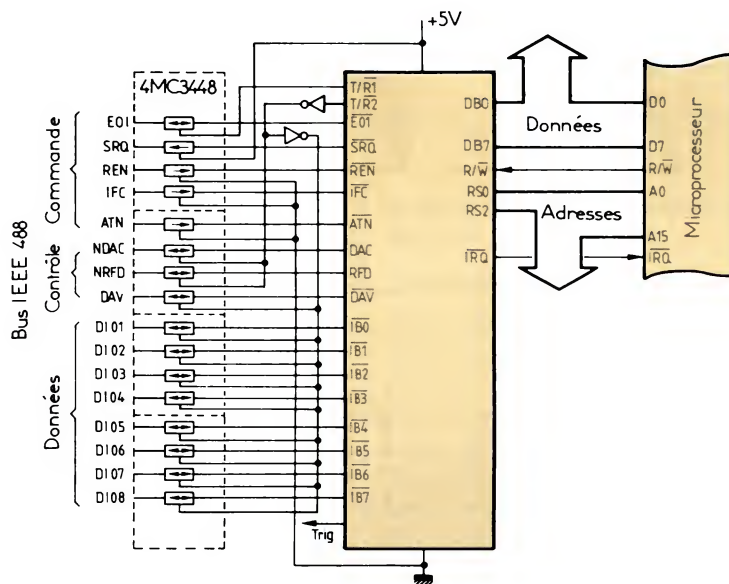 +5V
4MC3448
Bus IEEE 488
Commande
Contrôle
Données
EOI
SRQ
REN
IFC
ATN
NDAC
NRFD
DAV
DIO1
DIO2
DIO3
DIO4
DIO5
DIO6
DIO7
DIO8
T/R1
T/R2
EOI
SRQ
REN
IFC
ATN
DAC
RFD
DAV
IB0
IB1
IB2
IB3
IB4
IB5
IB6
IB7
Trig
DB0
DB7
R/W
RS0
RS2
IRQ
Données
Adresses
D0
D7
R/W
A0
A15
IRQ
Microprocesseur